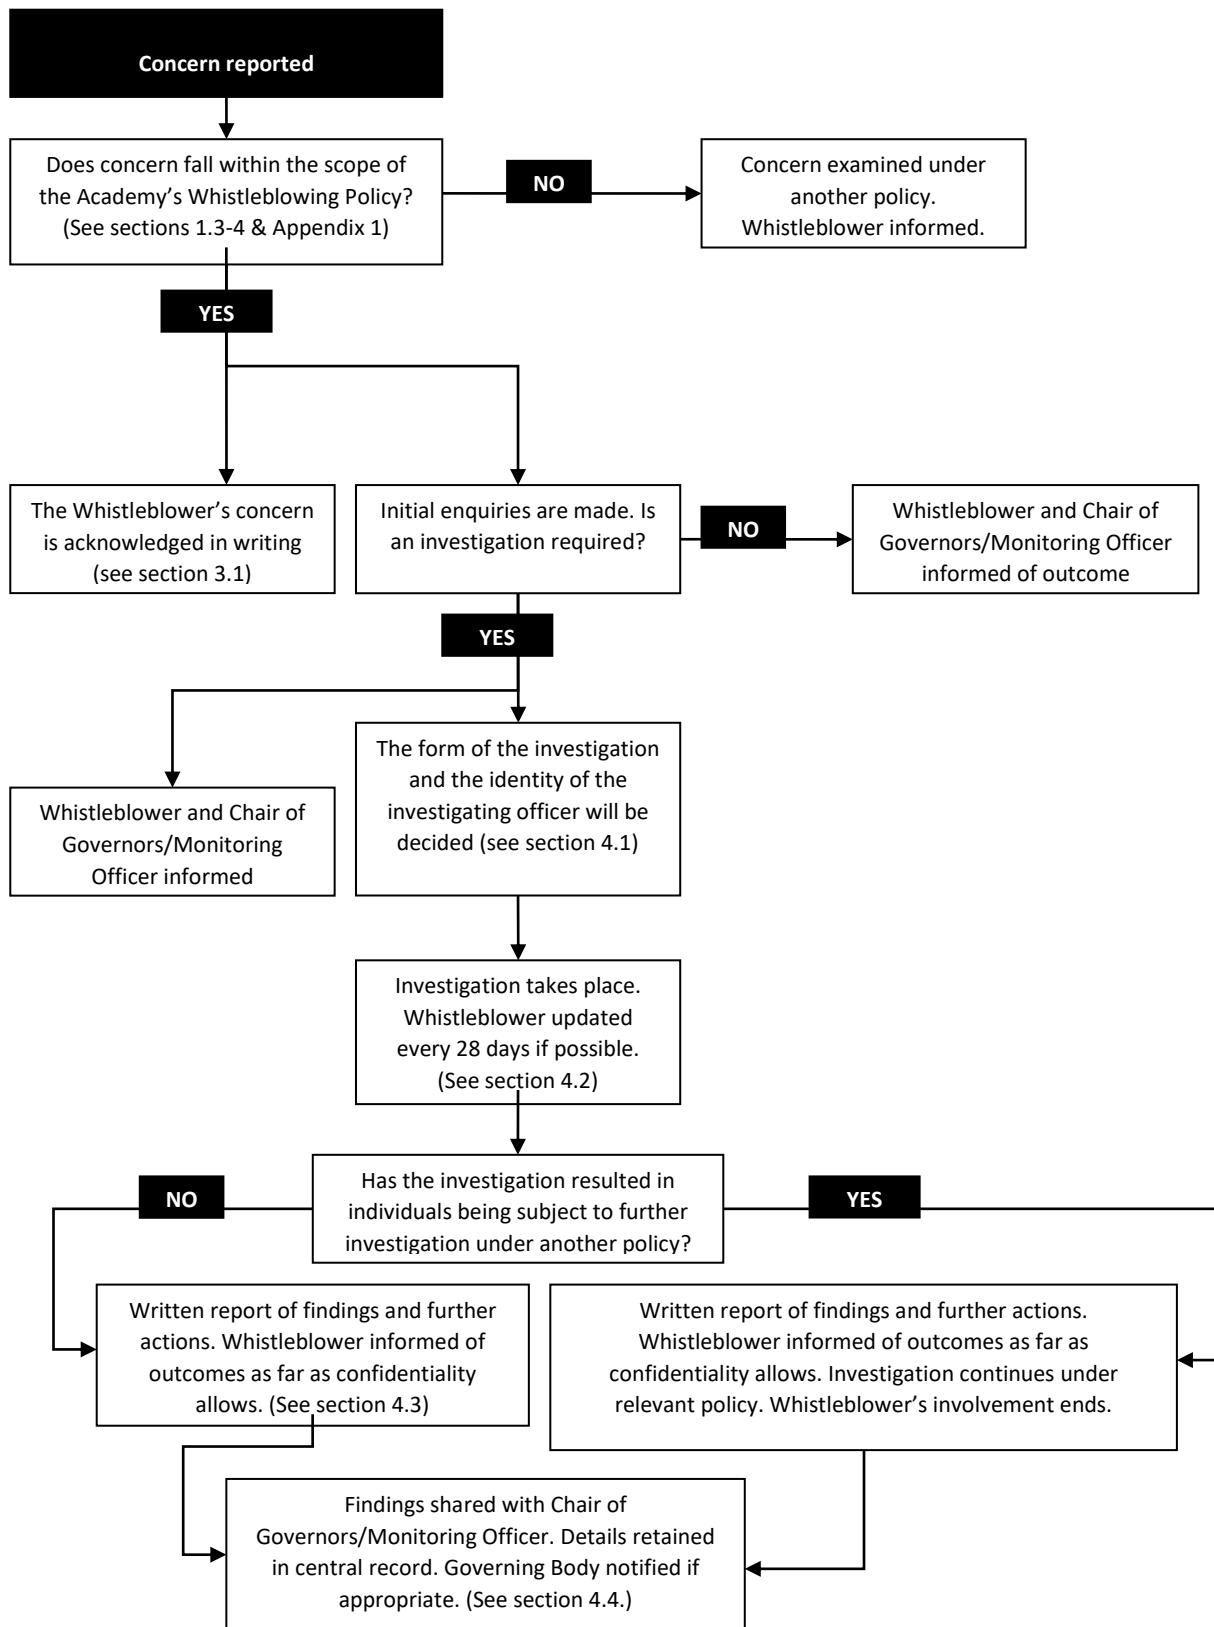 Concern reported
Does concern fall within the scope of
the Academy's Whistleblowing Policy?
(See sections 1.3-4 & Appendix 1)
NO
Concern examined under
another policy.
Whistleblower informed.
YES
The Whistleblower's concern
is acknowledged in writing
(see section 3.1)
Initial enquiries are made. Is
an investigation required?
NO
Whistleblower and Chair of
Governors/Monitoring Officer
informed of outcome
YES
The form of the investigation
and the identity of the
investigating officer will be
decided (see section 4.1)
Whistleblower and Chair of
Governors/Monitoring
Officer informed
Investigation takes place.
Whistleblower updated
every 28 days if possible.
(See section 4.2)
NO
Has the investigation resulted in
individuals being subject to further
investigation under another policy?
YES
Written report of findings and further
actions. Whistleblower informed of
outcomes as far as confidentiality
allows. (See section 4.3)
Written report of findings and further actions.
Whistleblower informed of outcomes as far as
confidentiality allows. Investigation continues under
relevant policy. Whistleblower's involvement ends.
Findings shared with Chair of
Governors/Monitoring Officer. Details retained
in central record. Governing Body notified if
appropriate. (See section 4.4.)